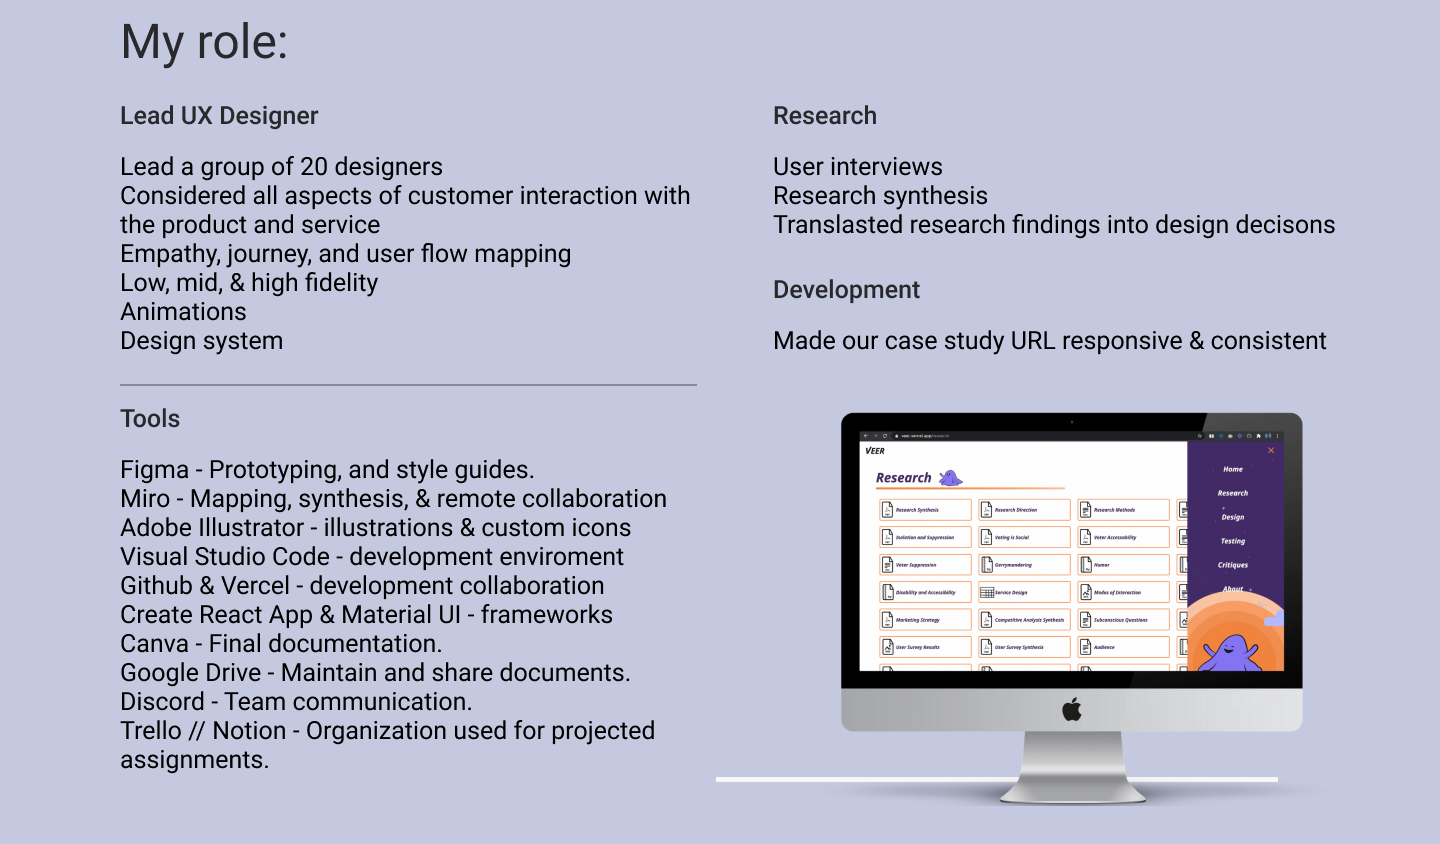 My role:
Lead UX Designer
Lead a group of 20 designers
Considered all aspects of customer interaction with
the product and service
Empathy, journey, and user flow mapping
Low, mid, & high fidelity
Animations
Design system
Research
User interviews
Research synthesis
Translasted research findings into design decisons
Development
Made our case study URL responsive & consistent
Tools
Figma - Prototyping, and style guides.
Miro - Mapping, synthesis, & remote collaboration
Adobe Illustrator - illustrations & custom icons
Visual Studio Code - development enviroment
Github & Vercel - development collaboration
Create React App & Material UI - frameworks
Canva - Final documentation.
Google Drive - Maintain and share documents.
Discord - Team communication.
Trello // Notion - Organization used for projected
assignments.
veer.vercel.app/research
VEER
Research
Research Synthesis
Research Direction
Research Methods
Isolation and Suppression
Voting is Social
Voter Accessability
Voter Suppression
Gerrymandering
Humor
Disability and Accessibility
Service Design
Modes of Interaction
Marketing Strategy
Competitive Analysis Synthesis
Subconscious Questions
User Survey Results
User Survey Synthesis
Audience
Home
Research
Design
Testing
Critiques
About